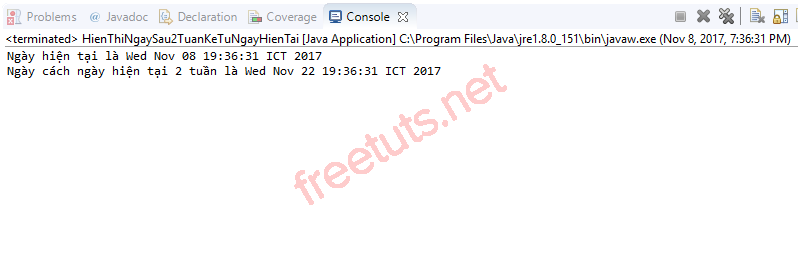 Problems @ Javadoc Declaration Coverage Console
<terminated> HienThiNgaySau2TuanKeTuNgayHienTai [Java Application] C:\Program Files\Java\jre1.8.0_151\bin\javaw.exe (Nov 8, 2017, 7:36:31 PM)
Ngày hiện tại là Wed Nov 08 19:36:31 ICT 2017
Ngày cách ngày hiện tại 2 tuần là Wed Nov 22 19:36:31 ICT 2017
freetuts.net